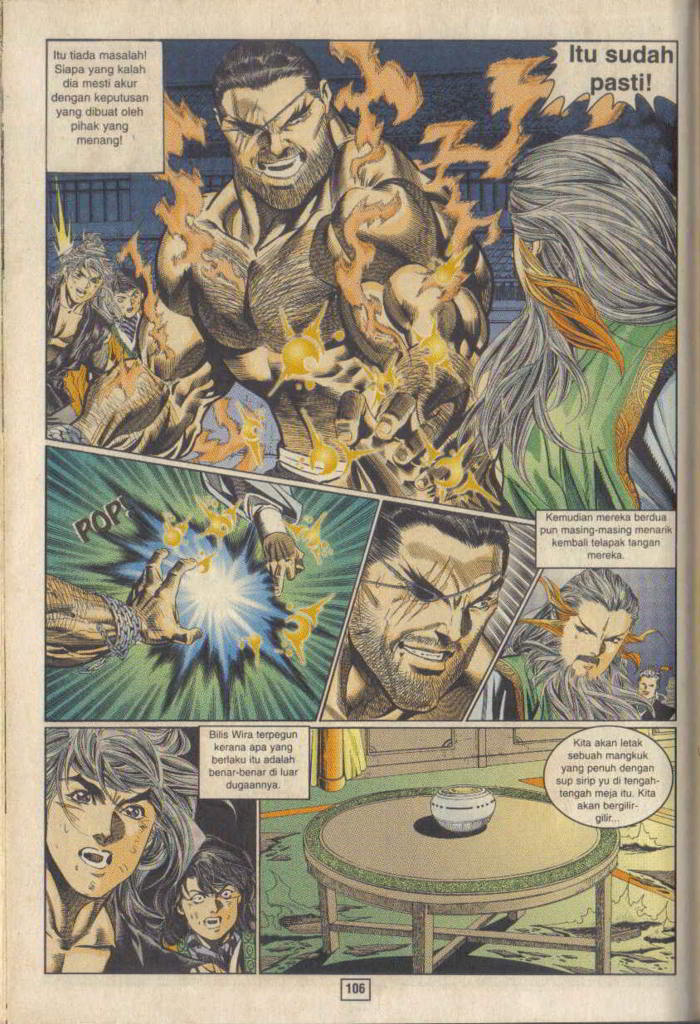 Itu tiada masalah!
Siapa yang kalah
dia mesti akur
dengan keputusan
yang dibuat oleh
pihak yang
menang!
Itu sudah
pasti!
POP!
Kemudian mereka berdua
pun masing-masing menarik
kembali telapak tangan
mereka.
Bilis Wira terpegun
kerana apa yang
berlaku itu adalah
benar-benar di luar
dugaannya.
Kita akan letak
sebuah mangkuk
yang penuh dengan
sup sirip yu di tengah-
tengah meja itu. Kita
akan bergilir-
gilir...
106